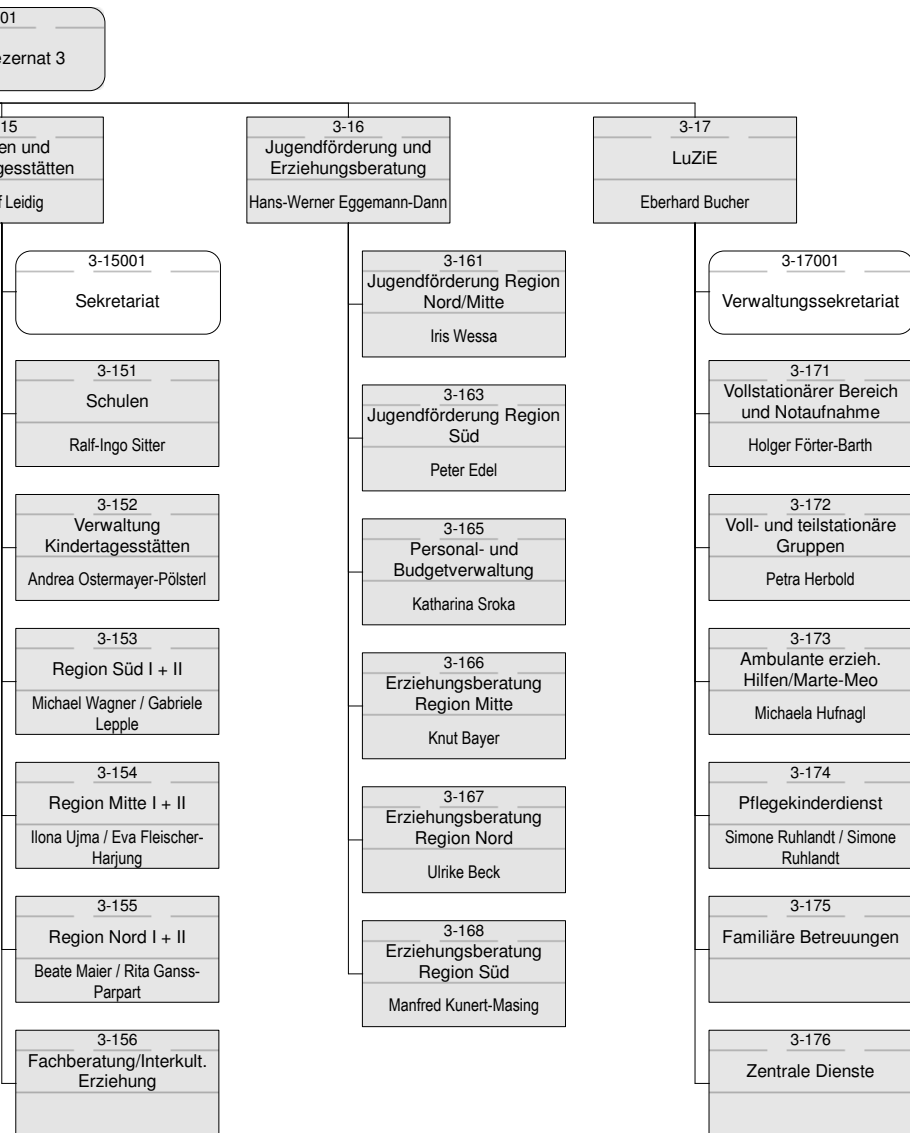 01
ezernat 3
15
en und
gesstätten
f Leidig
3-15001
Sekretariat
3-151
Schulen
Ralf-Ingo Sitter
3-152
Verwaltung
Kindertagesstätten
Andrea Ostermayer-Pölsterl
3-153
Region Süd I + II
Michael Wagner / Gabriele
Lepple
3-154
Region Mitte I + II
Ilona Ujma / Eva Fleischer-
Harjung
3-155
Region Nord I + II
Beate Maier / Rita Ganss-
Parpart
3-156
Fachberatung/Interkult.
Erziehung
3-16
Jugendförderung und
Erziehungsberatung
Hans-Werner Eggemann-Dann
3-161
Jugendförderung Region
Nord/Mitte
Iris Wessa
3-163
Jugendförderung Region
Süd
Peter Edel
3-165
Personal- und
Budgetverwaltung
Katharina Sroka
3-166
Erziehungsberatung
Region Mitte
Knut Bayer
3-167
Erziehungsberatung
Region Nord
Ulrike Beck
3-168
Erziehungsberatung
Region Süd
Manfred Kunert-Masing
3-17
LuZiE
Eberhard Bucher
3-17001
Verwaltungssekretariat
3-171
Vollstationärer Bereich
und Notaufnahme
Holger Förter-Barth
3-172
Voll- und teilstationäre
Gruppen
Petra Herbold
3-173
Ambulante erzieh.
Hilfen/Marte-Meo
Michaela Hufnagl
3-174
Pflegekinderdienst
Simone Ruhlandt / Simone
Ruhlandt
3-175
Familiäre Betreuungen
3-176
Zentrale Dienste